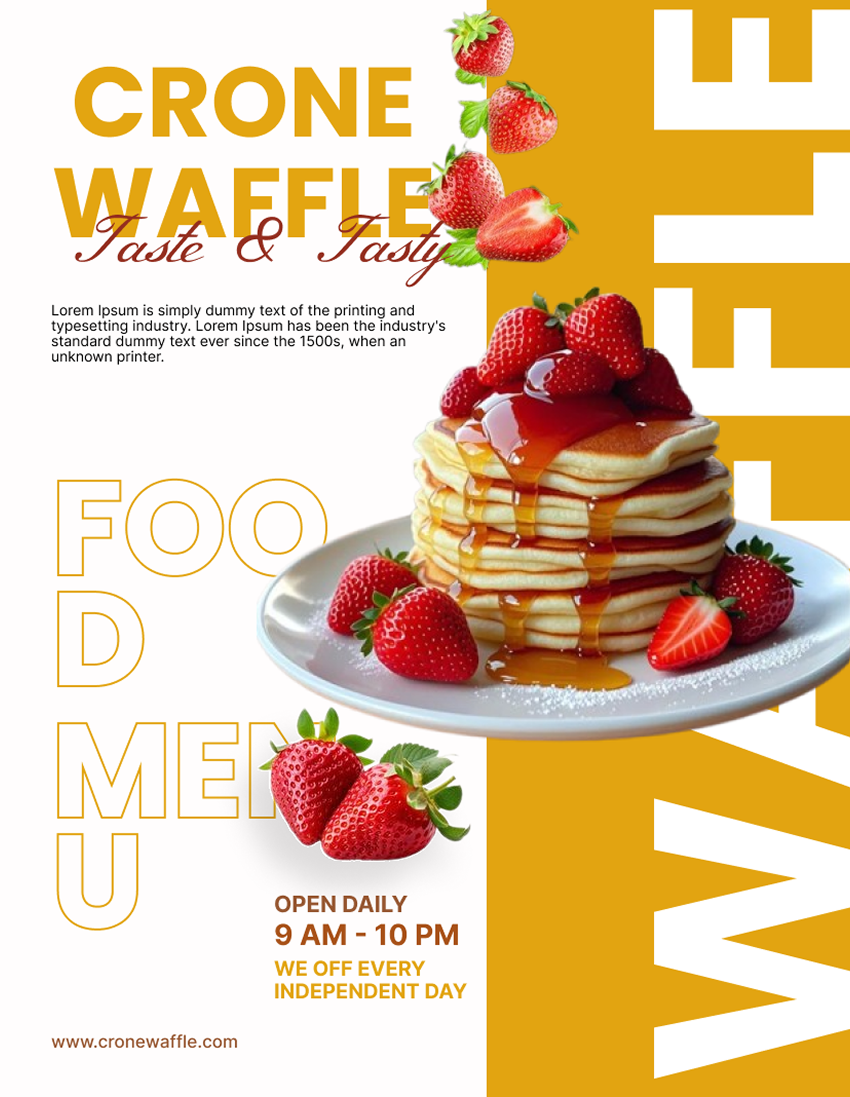 CRONE
WAFFLE
Taste & Tasty
Lorem Ipsum is simply dummy text of the printing and
typesetting industry. Lorem Ipsum has been the industry's
standard dummy text ever since the 1500s, when an
unknown printer.
FOO
D
MEN
U
OPEN DAILY
9 AM - 10 PM
WE OFF EVERY
INDEPENDENT DAY
www.cronewaffle.com
WAFFLE